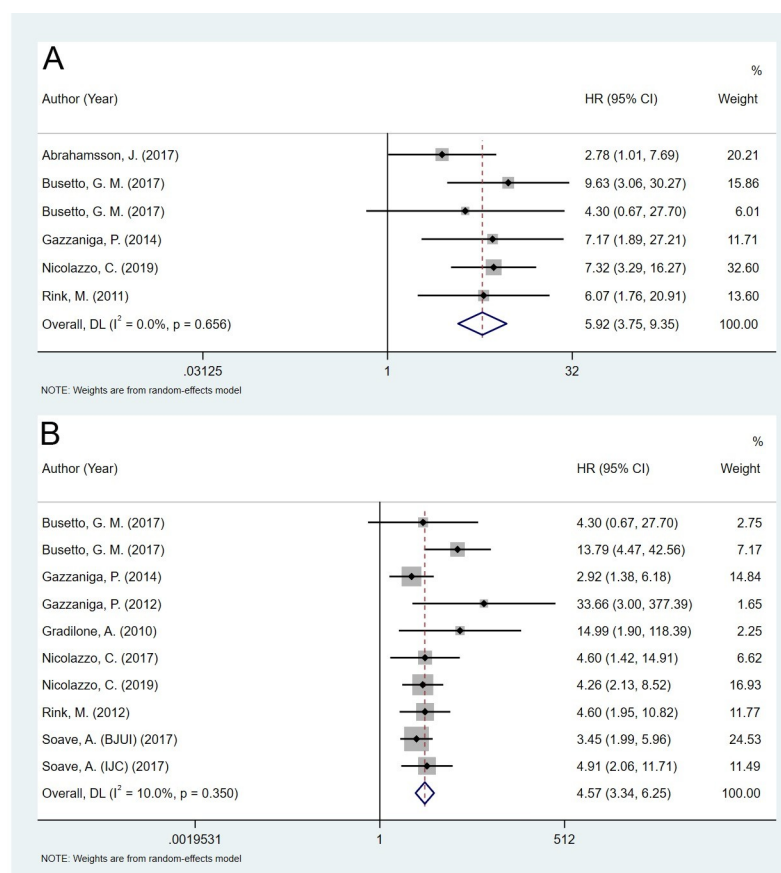 A
%
Author (Year) HR (95% CI) Weight
Abrahamsson, J. (2017) 2.78 (1.01, 7.69) 20.21
Busetto, G. M. (2017) 9.63 (3.06, 30.27) 15.86
Busetto, G. M. (2017) 4.30 (0.67, 27.70) 6.01
Gazzaniga, P. (2014) 7.17 (1.89, 27.21) 11.71
Nicolazzo, C. (2019) 7.32 (3.29, 16.27) 32.60
Rink, M. (2011) 6.07 (1.76, 20.91) 13.60
Overall, DL (I² = 0.0%, p = 0.656) 5.92 (3.75, 9.35) 100.00
.03125 1 32
NOTE: Weights are from random-effects model
B
%
Author (Year) HR (95% CI) Weight
Busetto, G. M. (2017) 4.30 (0.67, 27.70) 2.75
Busetto, G. M. (2017) 13.79 (4.47, 42.56) 7.17
Gazzaniga, P. (2014) 2.92 (1.38, 6.18) 14.84
Gazzaniga, P. (2012) 33.66 (3.00, 377.39) 1.65
Gradilone, A. (2010) 14.99 (1.90, 118.39) 2.25
Nicolazzo, C. (2017) 4.60 (1.42, 14.91) 6.62
Nicolazzo, C. (2019) 4.26 (2.13, 8.52) 16.93
Rink, M. (2012) 4.60 (1.95, 10.82) 11.77
Soave, A. (BJUI) (2017) 3.45 (1.99, 5.96) 24.53
Soave, A. (IJC) (2017) 4.91 (2.06, 11.71) 11.49
Overall, DL (I² = 10.0%, p = 0.350) 4.57 (3.34, 6.25) 100.00
.0019531 1 512
NOTE: Weights are from random-effects model